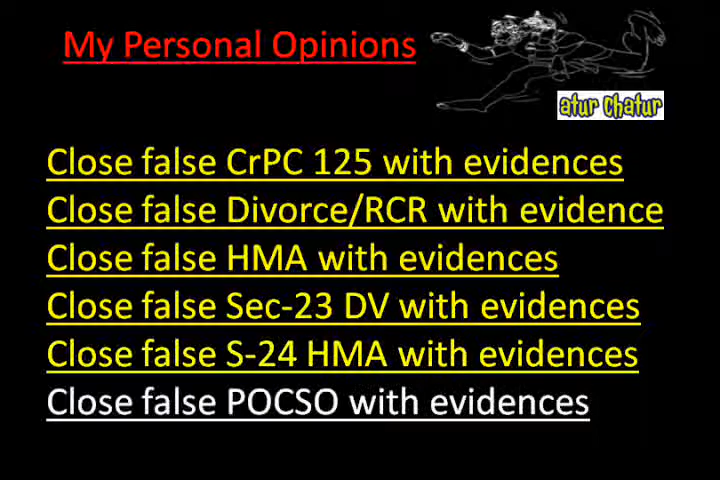 My Personal Opinions
atur Chatur
Close false CrPC 125 with evidences
Close false Divorce/RCR with evidence
Close false HMA with evidences
Close false Sec-23 DV with evidences
Close false S-24 HMA with evidences
Close false POCSO with evidences